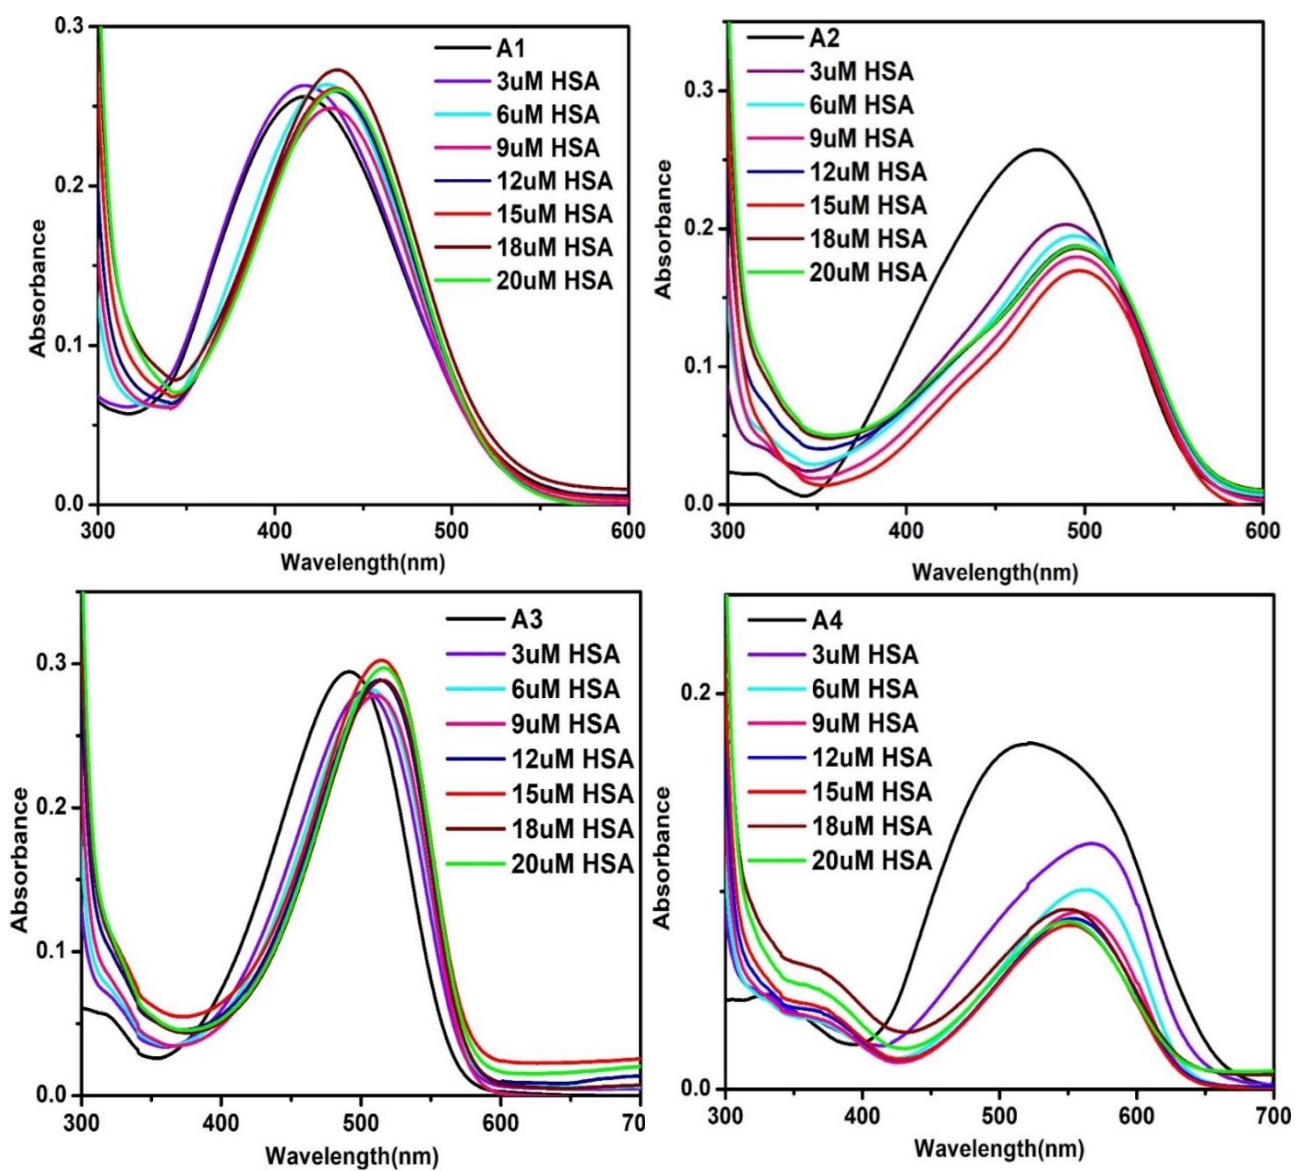 0.3
0.2
0.1
0.0
Absorbance
A1
3uM HSA
6uM HSA
9uM HSA
12uM HSA
15uM HSA
18uM HSA
20uM HSA
300
400
500
600
Wavelength(nm)
0.3
0.2
0.1
0.0
Absorbance
A2
3uM HSA
6uM HSA
9uM HSA
12uM HSA
15uM HSA
18uM HSA
20uM HSA
300
400
500
600
Wavelength(nm)
0.3
0.2
0.1
0.0
Absorbance
A3
3uM HSA
6uM HSA
9uM HSA
12uM HSA
15uM HSA
18uM HSA
20uM HSA
300
400
500
600
70
Wavelength(nm)
0.2
0.0
Absorbance
A4
3uM HSA
6uM HSA
9uM HSA
12uM HSA
15uM HSA
18uM HSA
20uM HSA
300
400
500
600
700
Wavelength(nm)